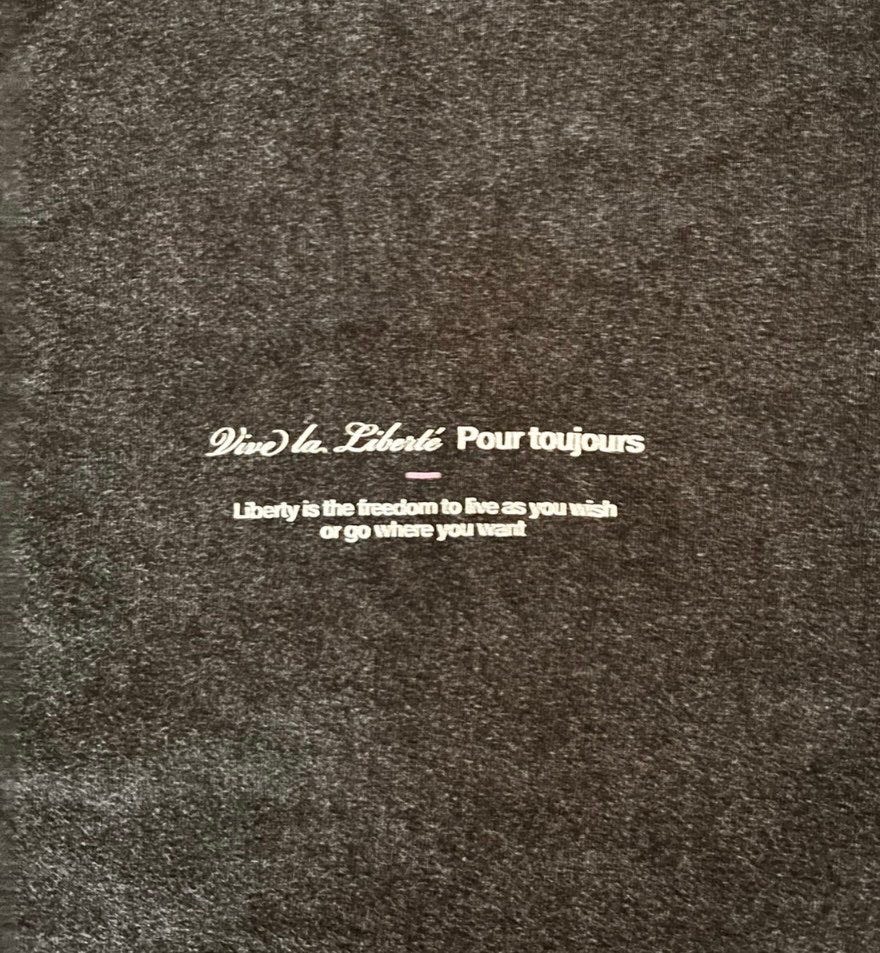 Vive la Liberté Pour toujours
Liberty is the freedom to live as you wish
or go where you want